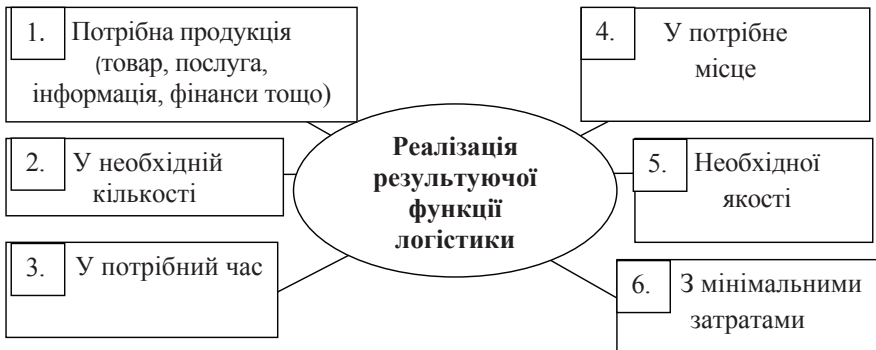 1. Потрібна продукція
(товар, послуга,
інформація, фінанси тощо)
2. У необхідній
кількості
3. У потрібний час
Реалізація
результуючої
функції
логістики
4. У потрібне
місце
5. Необхідної
якості
6. З мінімальними
затратами